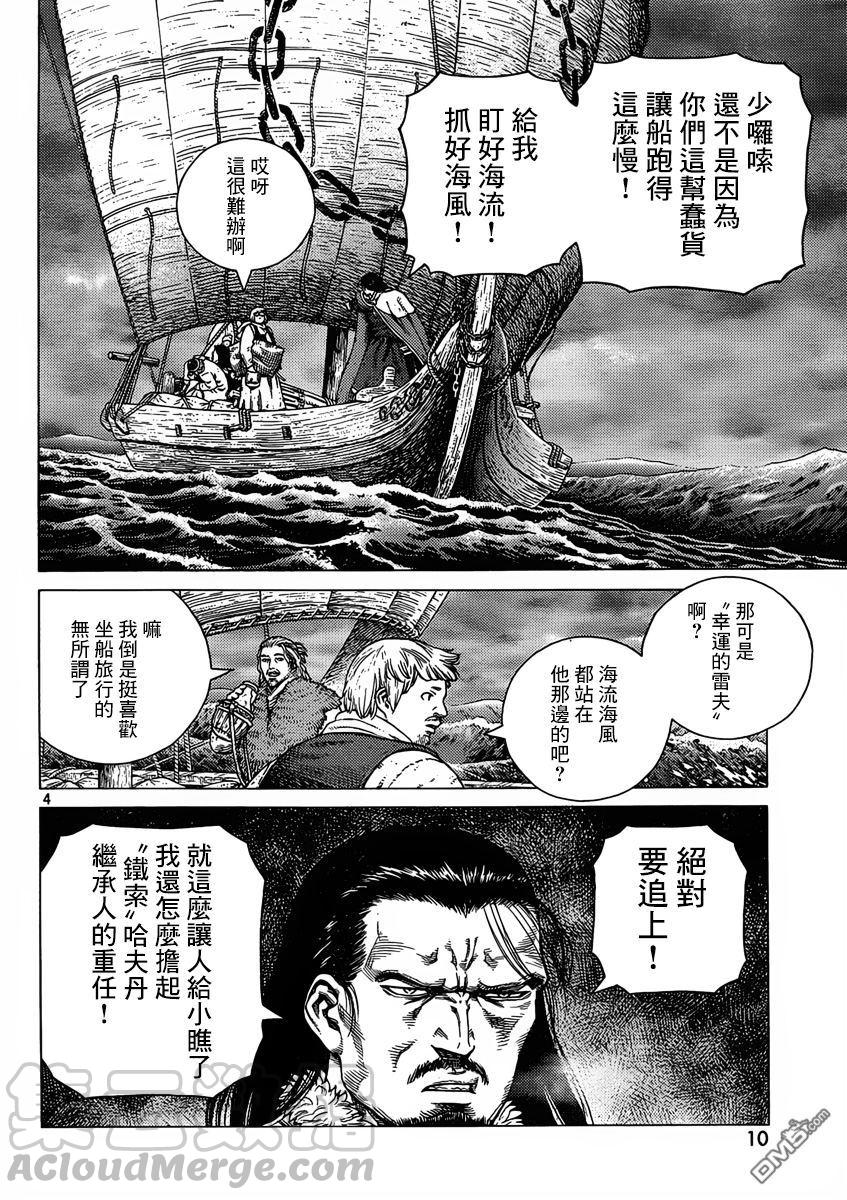 少囉嗦
還不是因為
你們這幫蠢貨
讓船跑得
這麼慢！
給我
盯好海流！
抓好海風！
哎呀
這很難辦啊
那可是
〝幸運的雷夫〞
啊？
海流海風
都站在
他那邊的吧？
嘛
我倒是挺喜歡
坐船旅行的
無所謂了
4
絕對
要追上！
就這麼讓人給小瞧了
我還怎麼擔起
〝鐵索〞哈夫丹
繼承人的重任！
10
ACloudMerge.com
DM5.com